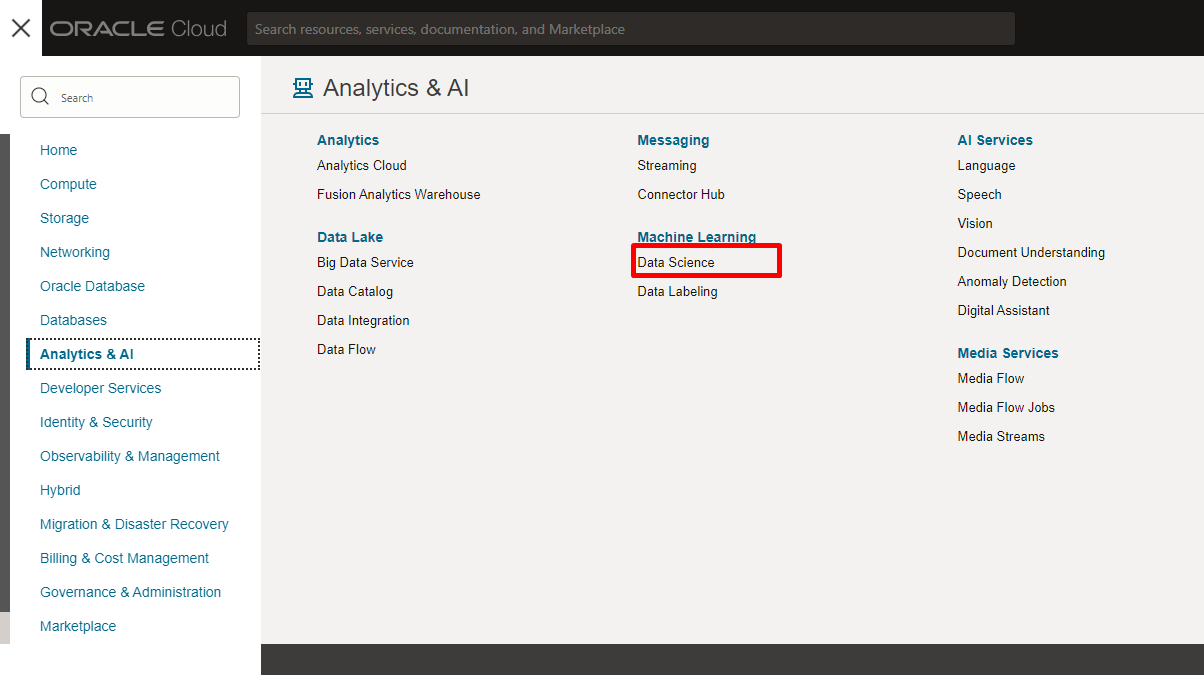 ORACLE Cloud
Search resources, services, documentation, and Marketplace
Search
Home
Compute
Storage
Networking
Oracle Database
Databases
Analytics & AI
Developer Services
Identity & Security
Observability & Management
Hybrid
Migration & Disaster Recovery
Billing & Cost Management
Governance & Administration
Marketplace
Analytics & AI
Analytics
Analytics Cloud
Fusion Analytics Warehouse
Data Lake
Big Data Service
Data Catalog
Data Integration
Data Flow
Messaging
Streaming
Connector Hub
Machine Learning
Data Science
Data Labeling
AI Services
Language
Speech
Vision
Document Understanding
Anomaly Detection
Digital Assistant
Media Services
Media Flow
Media Flow Jobs
Media Streams